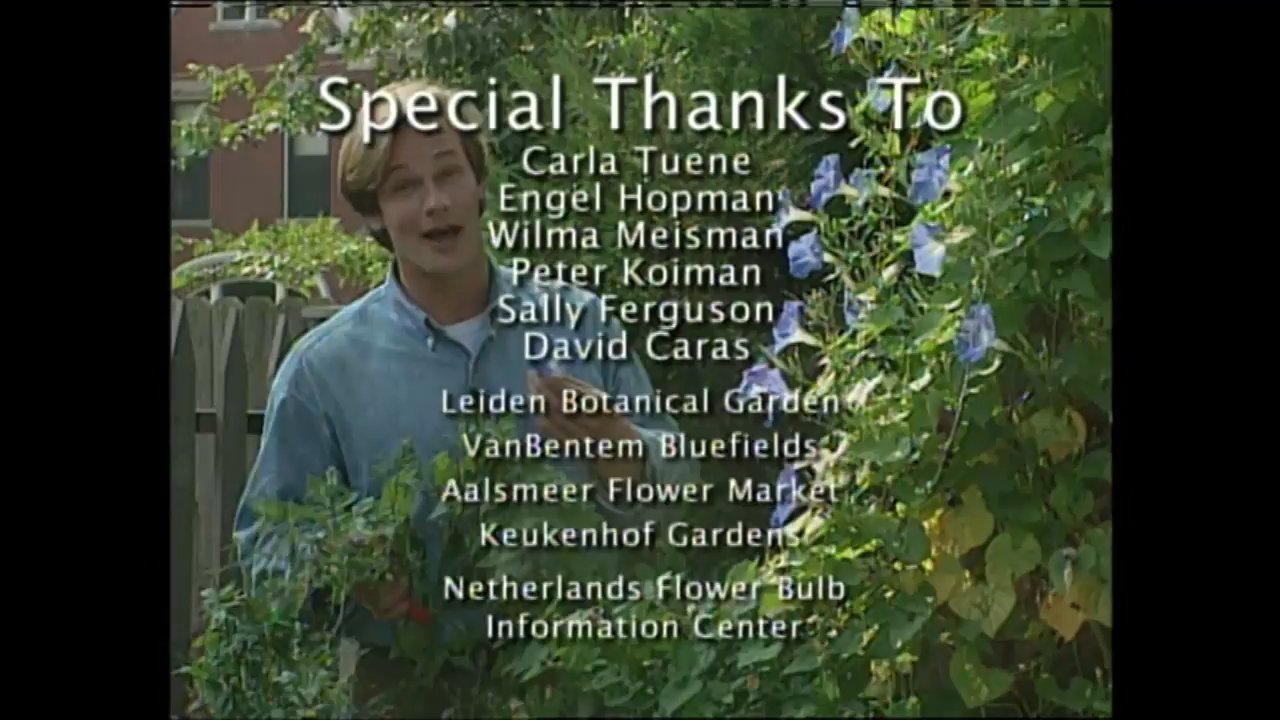 Special Thanks To
Carla Tuene
Engel Hopman
Wilma Meisman
Peter Koiman
Sally Ferguson
David Caras
Leiden Botanical Garden
VanBentem Bluefields
Aalsmeer Flower Market
Keukenhof Gardens
Netherlands Flower Bulb
Information Center